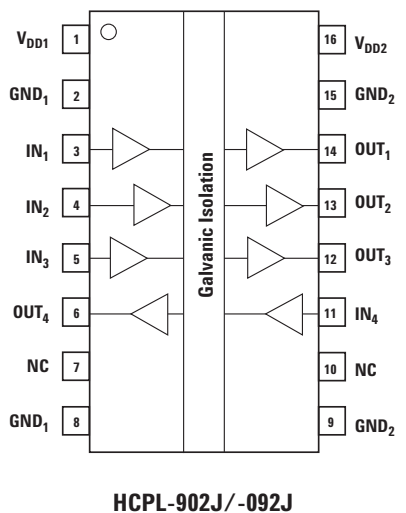 VDD1 1 16 VDD2
GND1 2 15 GND2
IN1 3 14 OUT1
IN2 4 13 OUT2
IN3 5 12 OUT3
OUT4 6 11 IN4
NC 7 10 NC
GND1 8 9 GND2
Galvanic Isolation
HCPL-902J/-092J